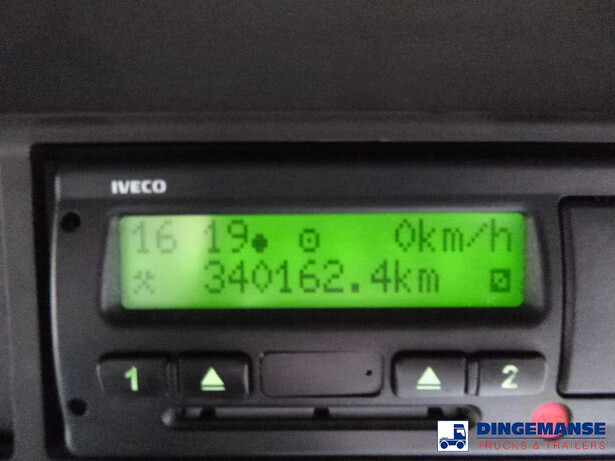 IVECO
16 19 0km/h
340162.4km
1 2
DINGEMANSE
TRUCKS & TRAILERS